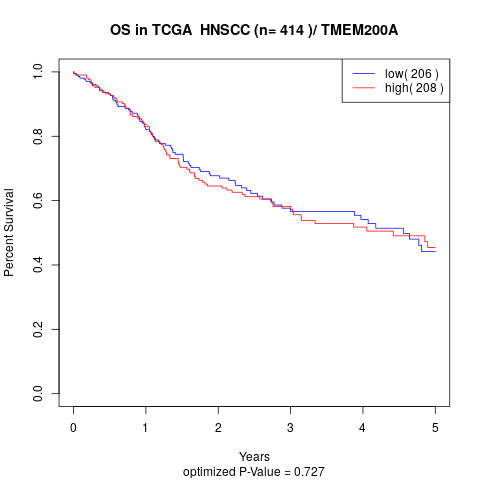 OS in TCGA  HNSCC (n= 414 )/ TMEM200A
low( 206 )
high( 208 )
Percent Survival
1.0
0.8
0.6
0.4
0.2
0.0
0 1 2 3 4 5
Years
optimized P-Value = 0.727